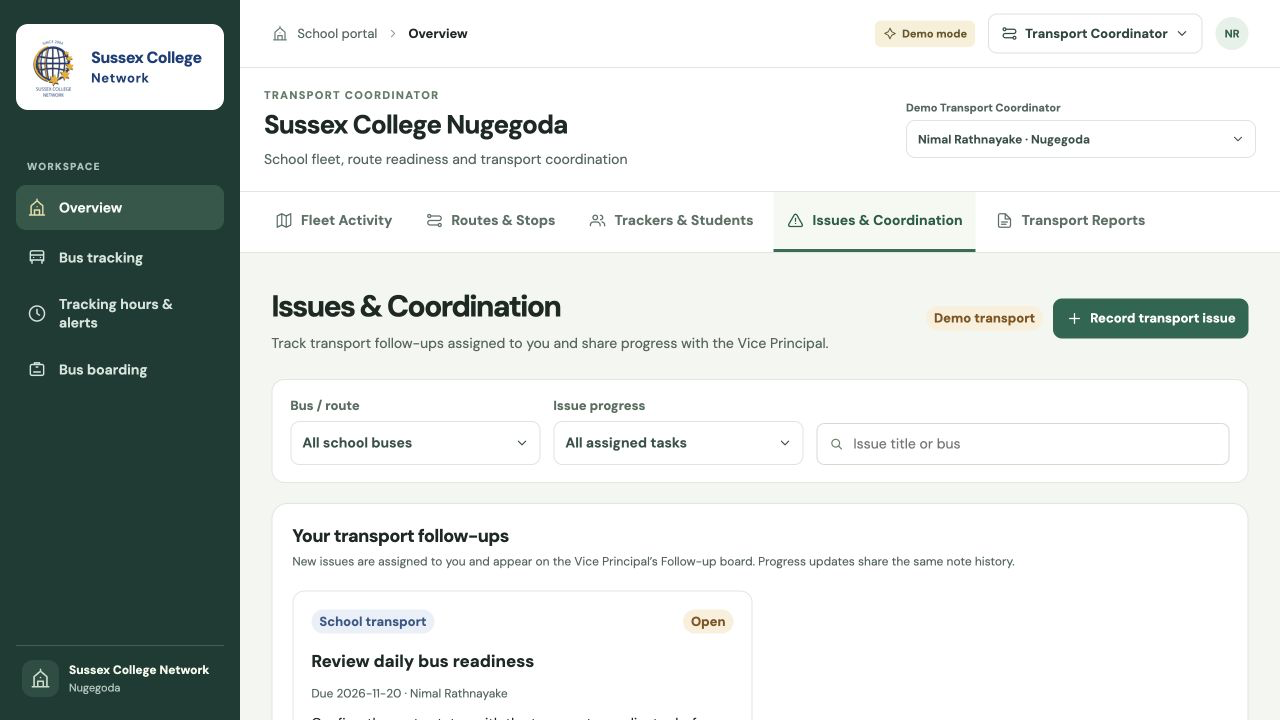 SINCE 2004
SUSSEX COLLEGE
NETWORK
Sussex College
Network
WORKSPACE
Overview
Bus tracking
Tracking hours &
alerts
Bus boarding
Sussex College Network
Nugegoda
School portal
Overview
Demo mode
Transport Coordinator
NR
TRANSPORT COORDINATOR
Sussex College Nugegoda
School fleet, route readiness and transport coordination
Demo Transport Coordinator
Nimal Rathnayake · Nugegoda
Fleet Activity
Routes & Stops
Trackers & Students
Issues & Coordination
Transport Reports
Issues & Coordination
Track transport follow-ups assigned to you and share progress with the Vice Principal.
Demo transport
Record transport issue
Bus / route
Issue progress
All school buses
All assigned tasks
Issue title or bus
Your transport follow-ups
New issues are assigned to you and appear on the Vice Principal's Follow-up board. Progress updates share the same note history.
School transport
Open
Review daily bus readiness
Due 2026-11-20 · Nimal Rathnayake